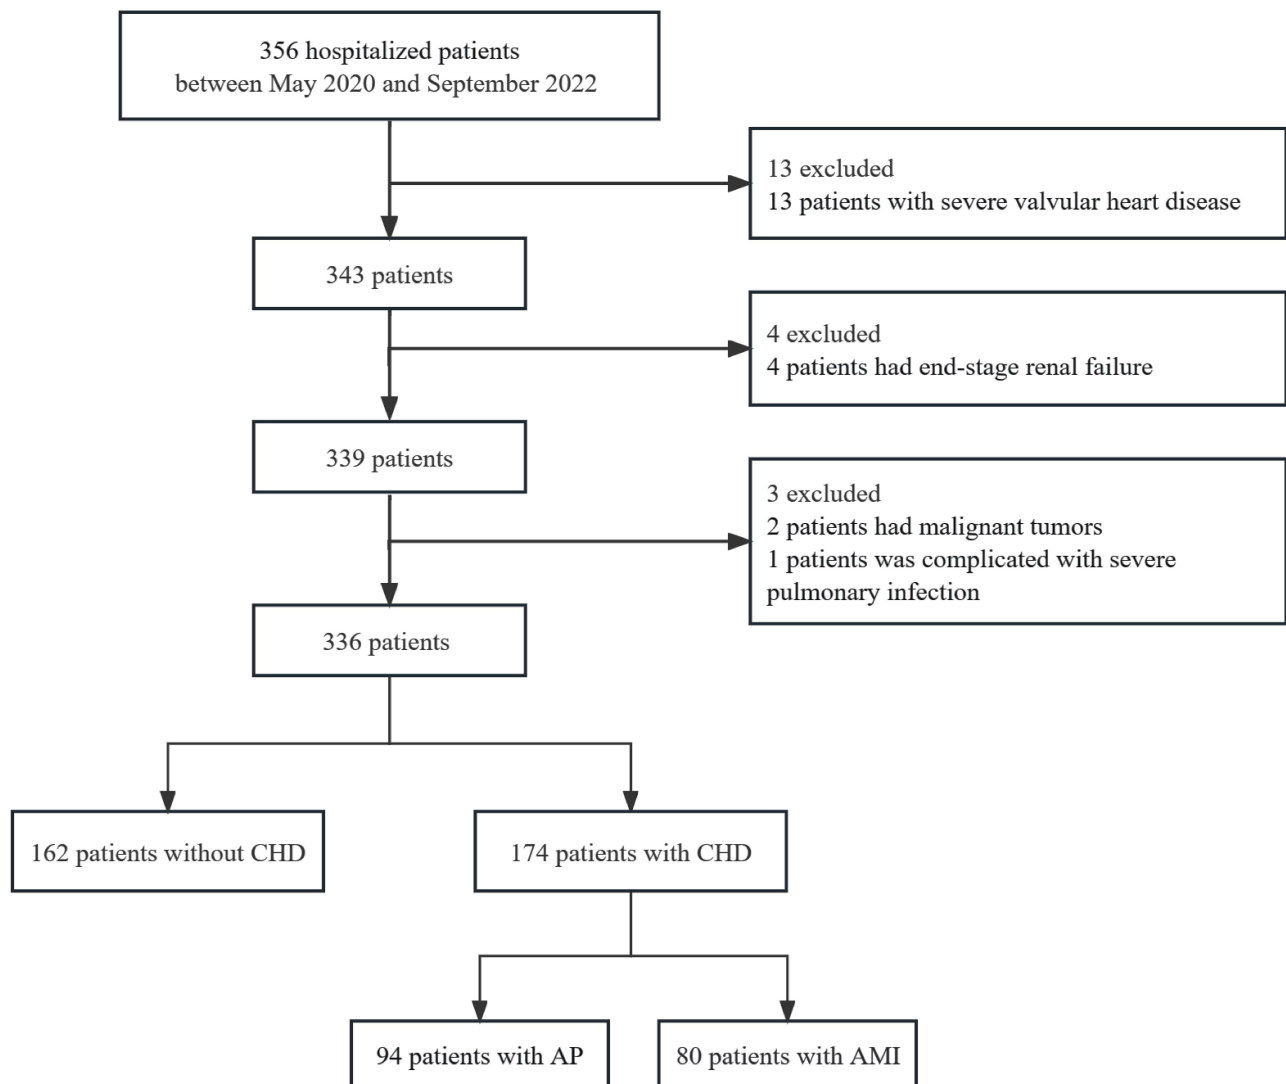 356 hospitalized patients
between May 2020 and September 2022
13 excluded
13 patients with severe valvular heart disease
343 patients
4 excluded
4 patients had end-stage renal failure
339 patients
3 excluded
2 patients had malignant tumors
1 patients was complicated with severe
pulmonary infection
336 patients
162 patients without CHD
174 patients with CHD
94 patients with AP
80 patients with AMI